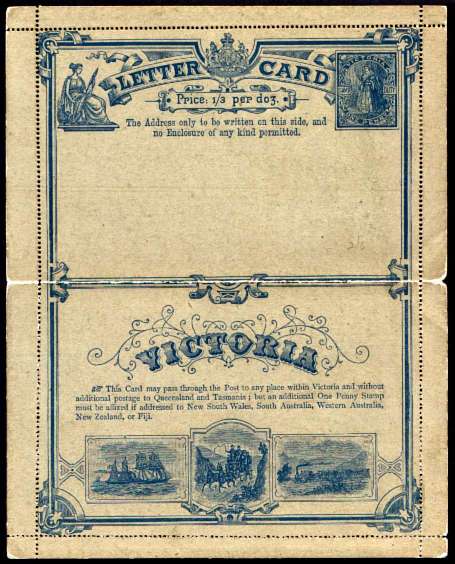 LETTER CARD
VICTORIA
Price: 1/3 per doz.
The Address only to be written on this side, and
no Enclosure of any kind permitted.
VICTORIA
☞ This Card may pass through the Post to any place within Victoria and without
additional postage to Queensland and Tasmania; but an additional One Penny Stamp
must be affixed if addressed to New South Wales, South Australia, Western Australia,
New Zealand, or Fiji.